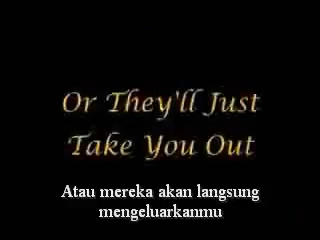 Or They'll Just
Take You Out
Atau mereka akan langsung
mengeluarkanmu